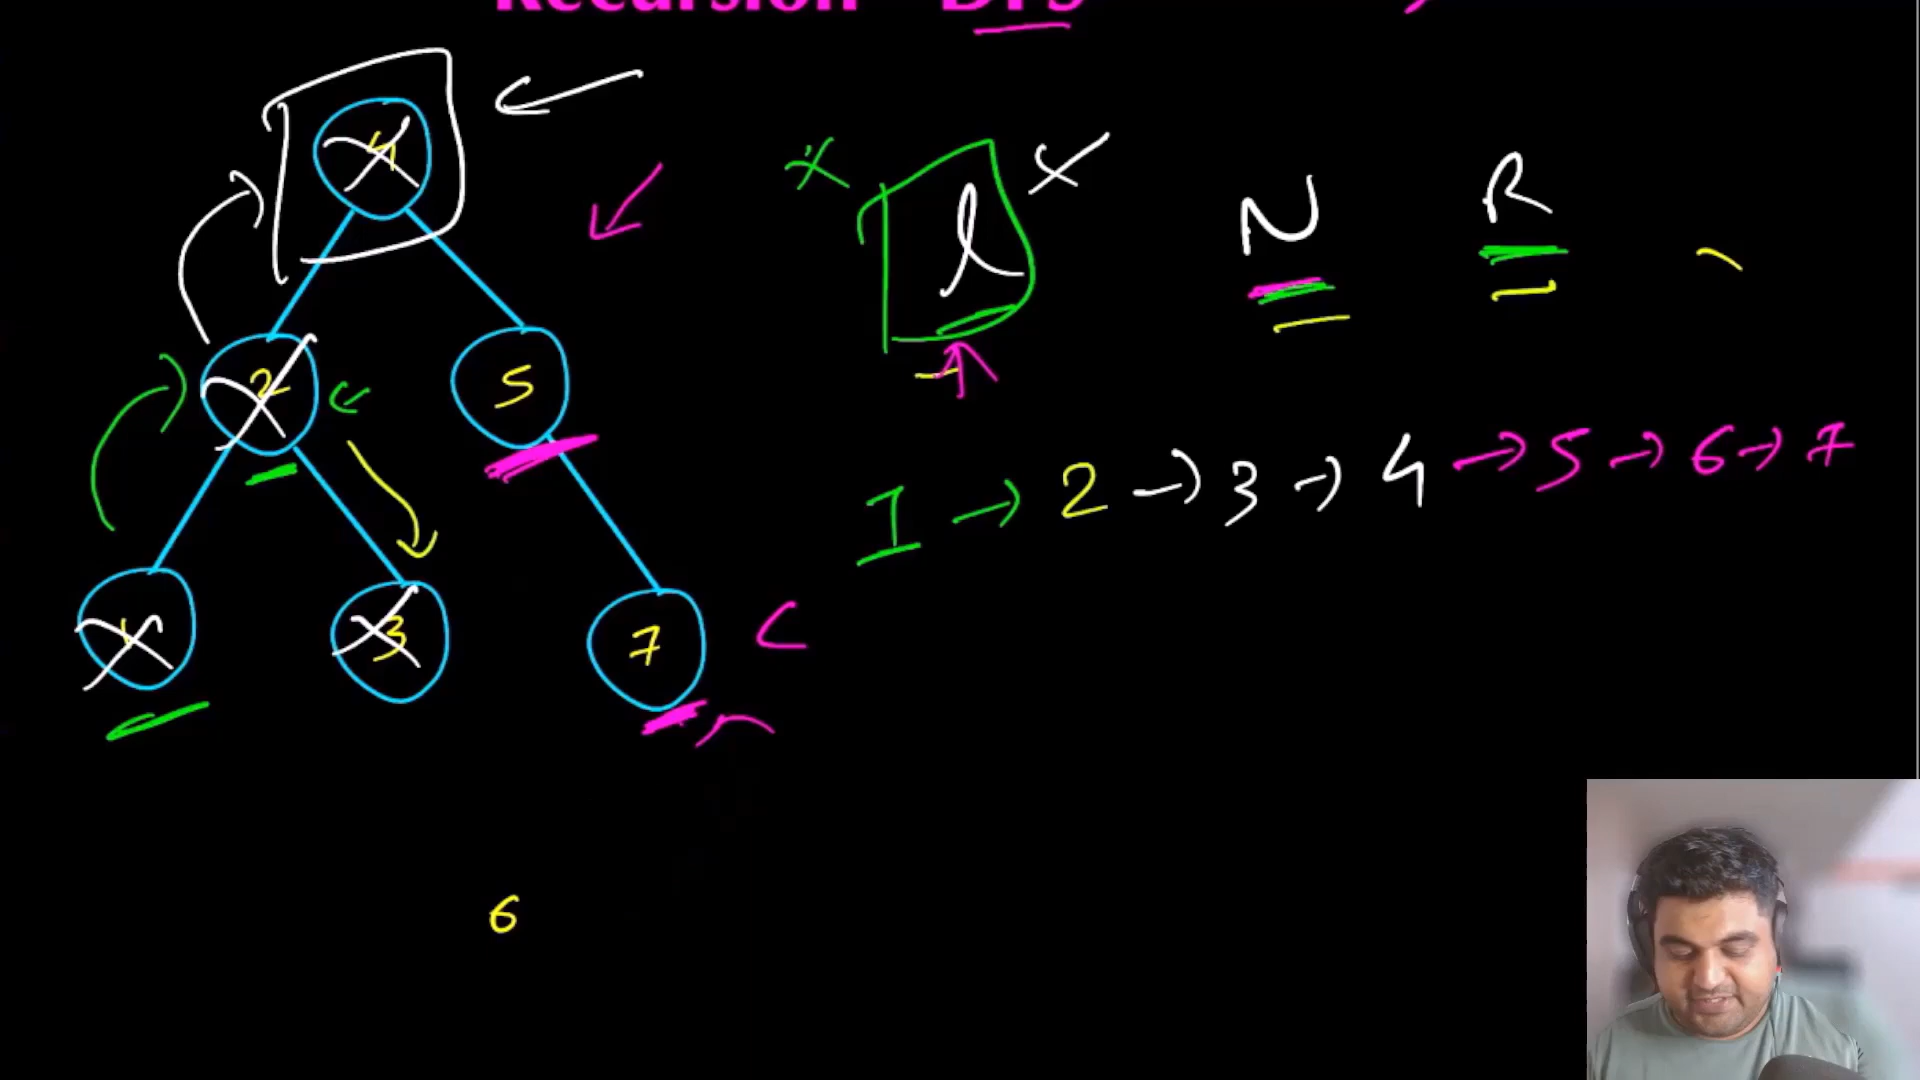 Recursion - DFS
4
l N R
2 5
1 → 2 → 3 → 4 → 5 → 6 → 7
1 3 7
6